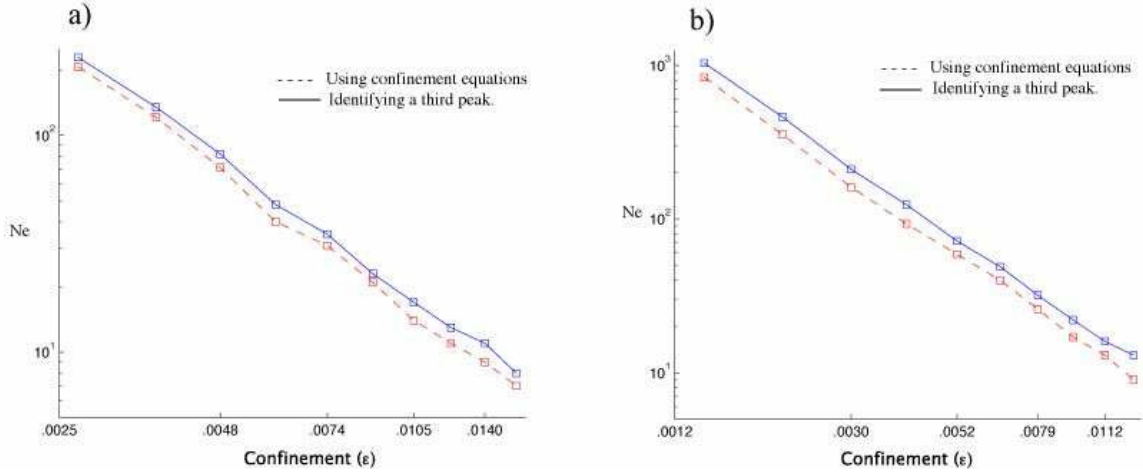 a)
10²
10¹
Ne
.0025
.0048
.0074
.0105
.0140
Confinement (ε)
Using confinement equations
Identifying a third peak.
b)
10³
10²
10¹
Ne
.0012
.0030
.0052
.0079
.0112
Confinement (ε)
Using confinement equations
Identifying a third peak.